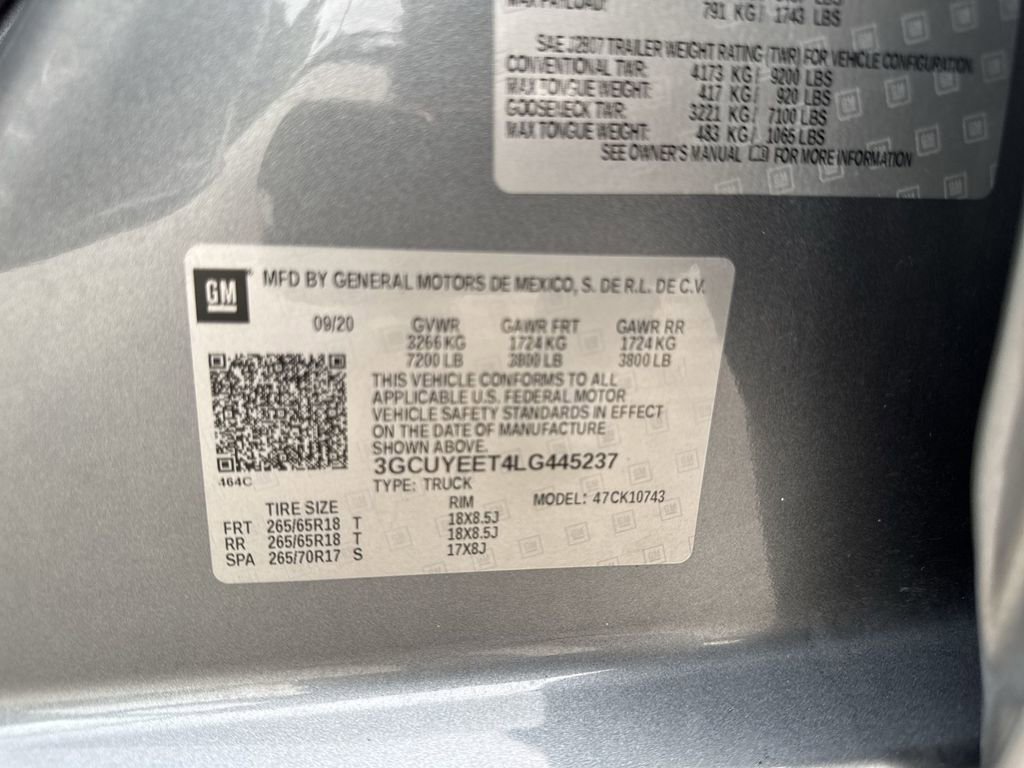 MAX PAYLOAD: 791 KG/ 1743 LBS
SAE J2807 TRAILER WEIGHT RATING (TWR) FOR VEHICLE CONFIGURATION
CONVENTIONAL TWR: 4173 KG/ 9200 LBS
MAX TONGUE WEIGHT: 417 KG/ 920 LBS
GOOSENECK TWR: 3221 KG/ 7100 LBS
MAX TONGUE WEIGHT: 483 KG/ 1065 LBS
SEE OWNER'S MANUAL FOR MORE INFORMATION
GM MFD BY GENERAL MOTORS DE MEXICO, S. DE R.L. DE C.V.
09/20 GVWR GAWR FRT GAWR RR
3266 KG 1724 KG 1724 KG
7200 LB 3800 LB 3800 LB
THIS VEHICLE CONFORMS TO ALL
APPLICABLE U.S. FEDERAL MOTOR
VEHICLE SAFETY STANDARDS IN EFFECT
ON THE DATE OF MANUFACTURE
SHOWN ABOVE.
3GCUYEET4LG445237
464C
TYPE: TRUCK MODEL: 47CK10743
TIRE SIZE RIM
FRT 265/65R18 T 18X8.5J
RR 265/65R18 T 18X8.5J
SPA 265/70R17 S 17X8J